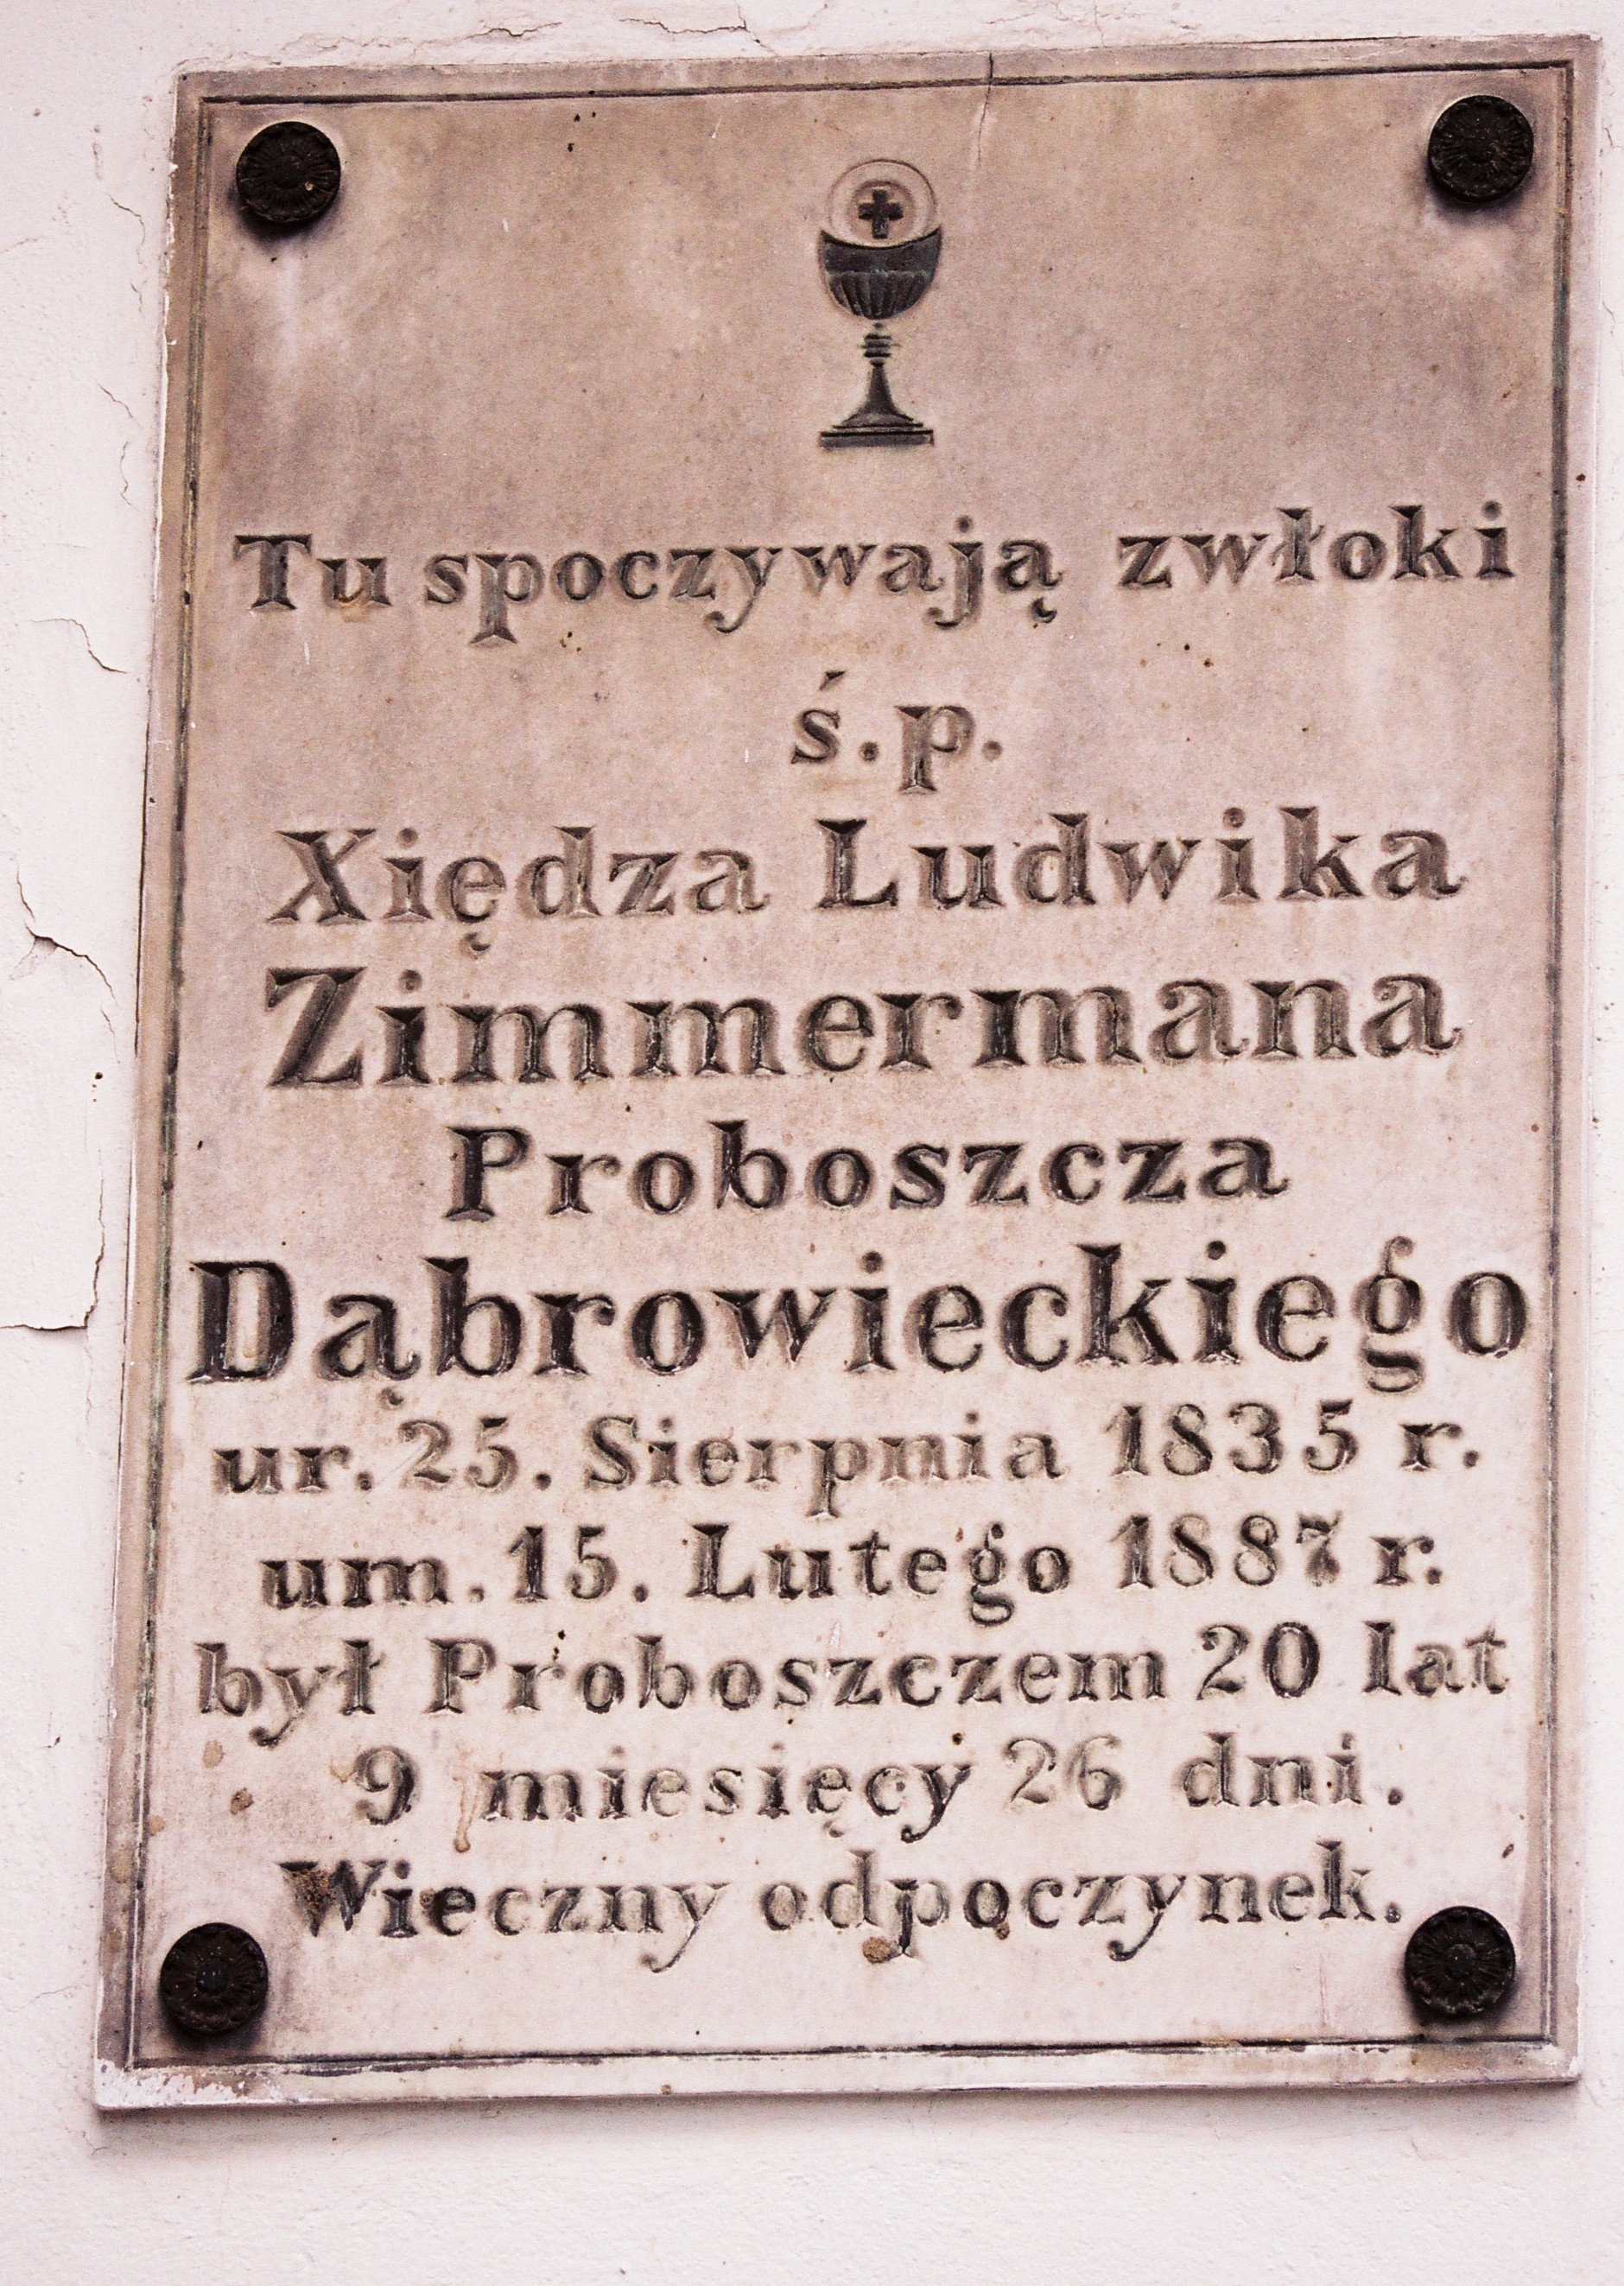 Tu spoczywają zwłoki
ś.p.
Xiędza Ludwika
Zimmermana
Proboszcza
Dąbrowieckiego
ur. 25. Sierpnia 1835 r.
um. 15. Lutego 1887 r.
był Proboszczem 20 lat
9 miesięcy 26 dni.
Wieczny odpoczynek.